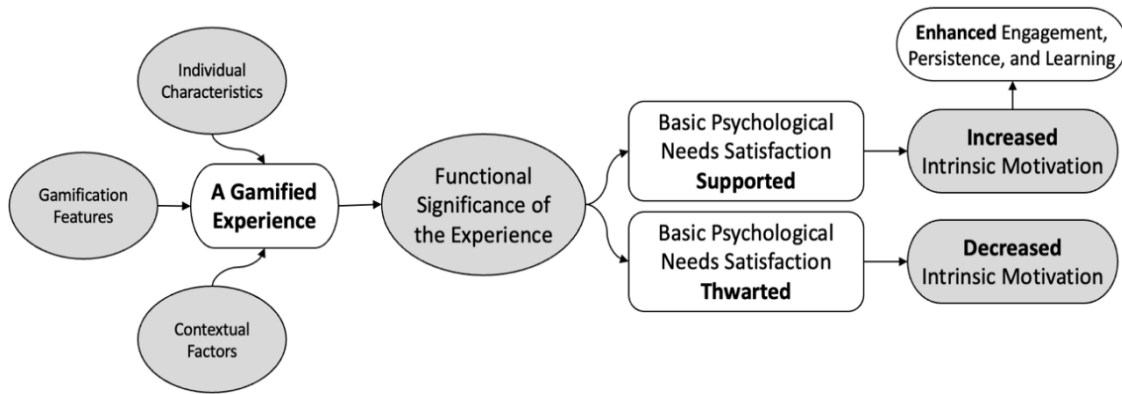 Individual
Characteristics
Gamification
Features
Contextual
Factors
A Gamified
Experience
Functional
Significance of
the Experience
Basic Psychological
Needs Satisfaction
Supported
Basic Psychological
Needs Satisfaction
Thwarted
Enhanced Engagement,
Persistence, and Learning
Increased
Intrinsic Motivation
Decreased
Intrinsic Motivation